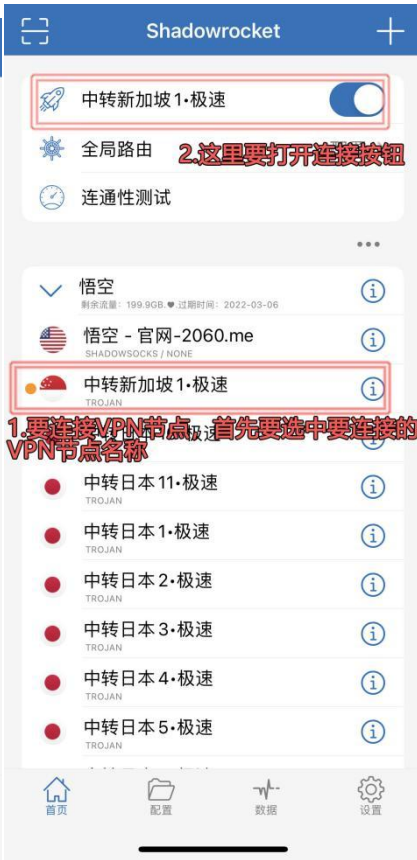 Shadowrocket
中转新加坡1·极速
全局路由
2.这里要打开连接按钮
连通性测试
悟空
剩余流量：199.9GB.♥.过期时间：2022-03-06
悟空 - 官网-2060.me
SHADOWSOCKS / NONE
中转新加坡1·极速
TROJAN
1.要连接VPN节点，首先要选中要连接的
VPN节点名称
中转日本11·极速
TROJAN
中转日本1·极速
TROJAN
中转日本2·极速
TROJAN
中转日本3·极速
TROJAN
中转日本4·极速
TROJAN
中转日本5·极速
TROJAN
首页
配置
数据
设置